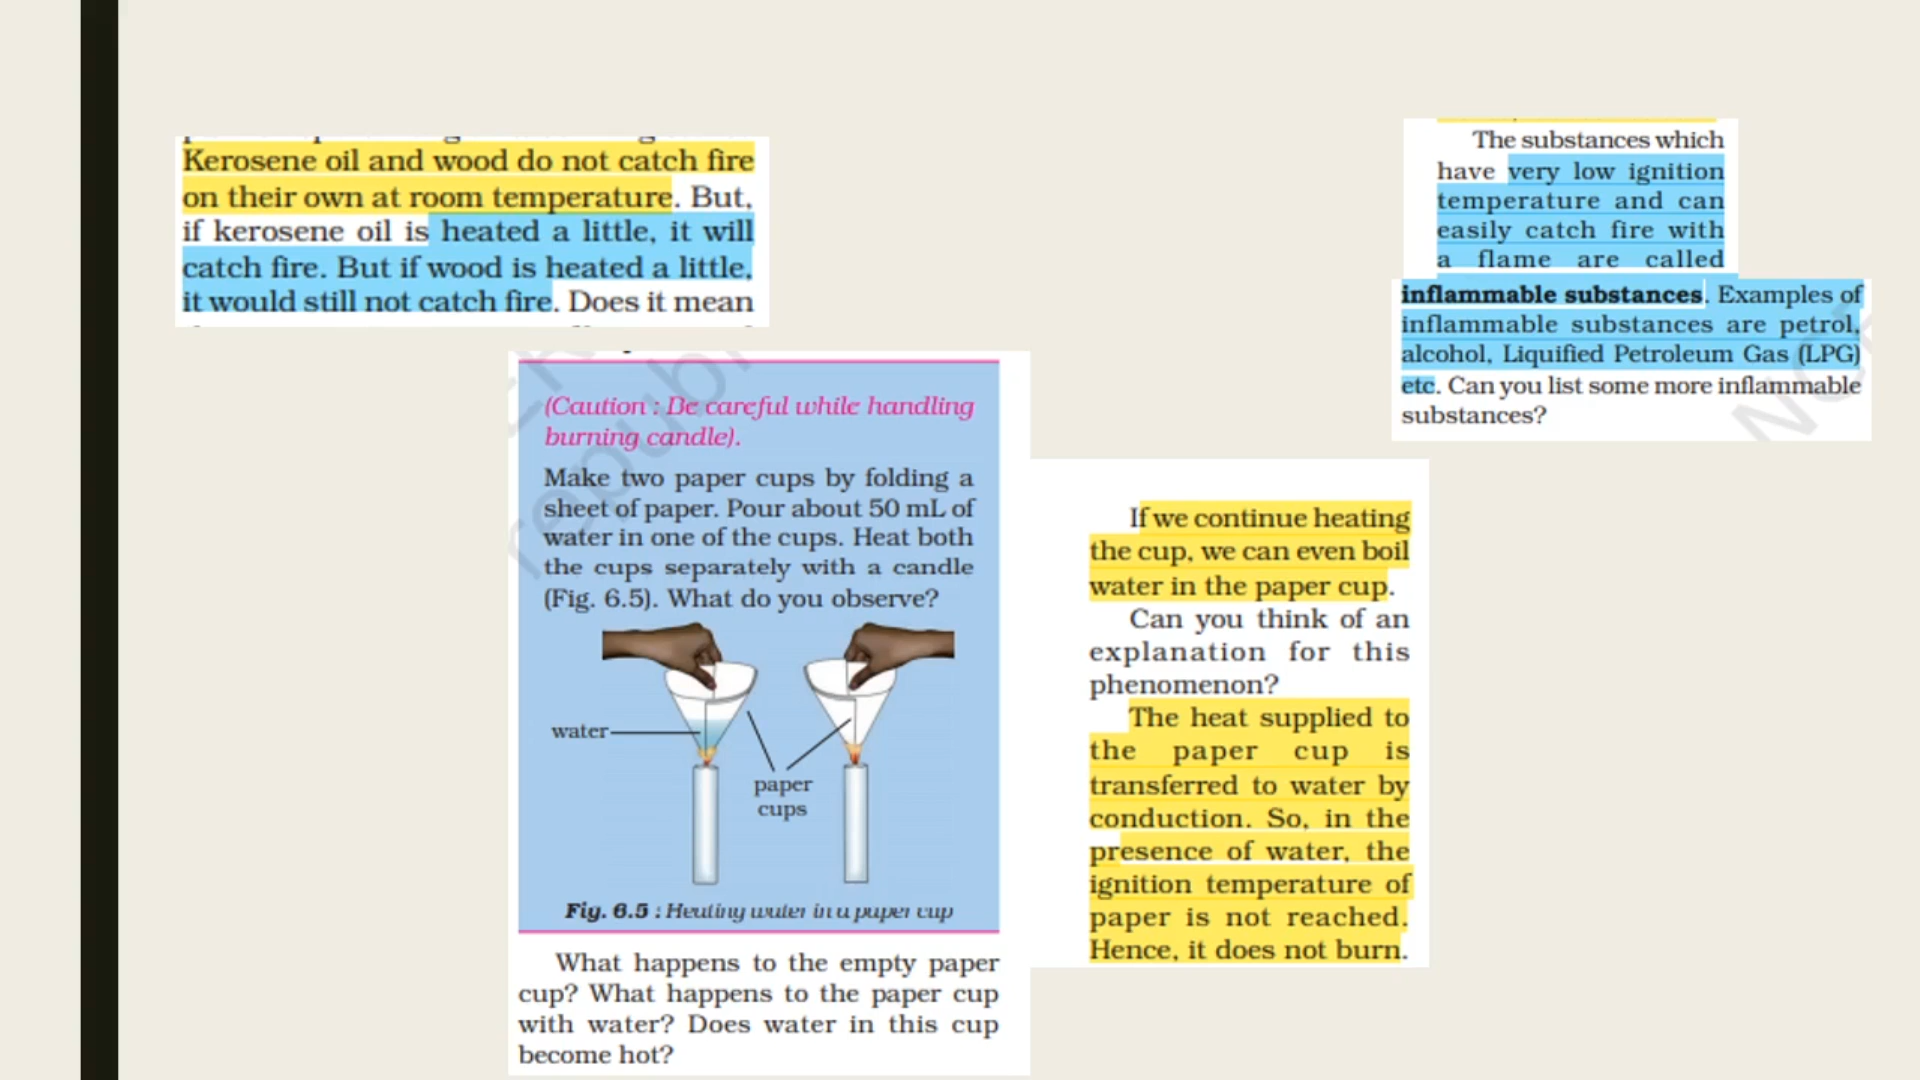 Kerosene oil and wood do not catch fire
on their own at room temperature. But,
if kerosene oil is heated a little, it will
catch fire. But if wood is heated a little,
it would still not catch fire. Does it mean
(Caution : Be careful while handling
burning candle).
Make two paper cups by folding a
sheet of paper. Pour about 50 mL of
water in one of the cups. Heat both
the cups separately with a candle
(Fig. 6.5). What do you observe?
water
paper
cups
Fig. 6.5 : Heating water in a paper cup
What happens to the empty paper
cup? What happens to the paper cup
with water? Does water in this cup
become hot?
If we continue heating
the cup, we can even boil
water in the paper cup.
Can you think of an
explanation for this
phenomenon?
The heat supplied to
the paper cup is
transferred to water by
conduction. So, in the
presence of water, the
ignition temperature of
paper is not reached.
Hence, it does not burn.
The substances which
have very low ignition
temperature and can
easily catch fire with
a flame are called
inflammable substances. Examples of
inflammable substances are petrol,
alcohol, Liquified Petroleum Gas (LPG)
etc. Can you list some more inflammable
substances?